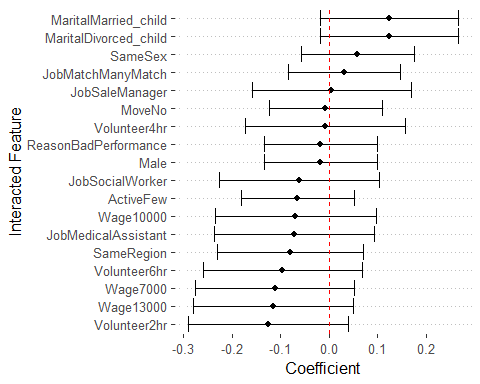 MaritalMarried_child
MaritalDivorced_child
SameSex
JobMatchManyMatch
JobSaleManager
MoveNo
Volunteer4hr
ReasonBadPerformance
Male
JobSocialWorker
ActiveFew
Wage10000
JobMedicalAssistant
SameRegion
Volunteer6hr
Wage7000
Wage13000
Volunteer2hr
Interacted Feature
-0.3 -0.2 -0.1 0.0 0.1 0.2
Coefficient